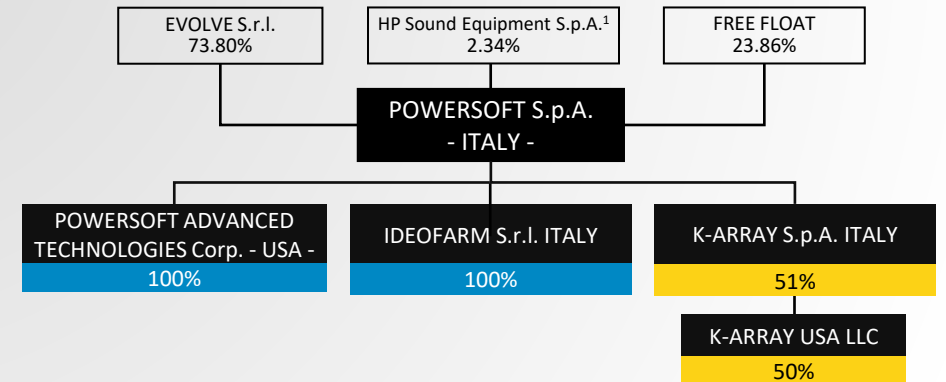 EVOLVE S.r.l.
73.80%
HP Sound Equipment S.p.A.¹
2.34%
FREE FLOAT
23.86%
POWERSOFT S.p.A.
- ITALY -
POWERSOFT ADVANCED
TECHNOLOGIES Corp. - USA -
100%
IDEOFARM S.r.l. ITALY
100%
K-ARRAY S.p.A. ITALY
51%
K-ARRAY USA LLC
50%